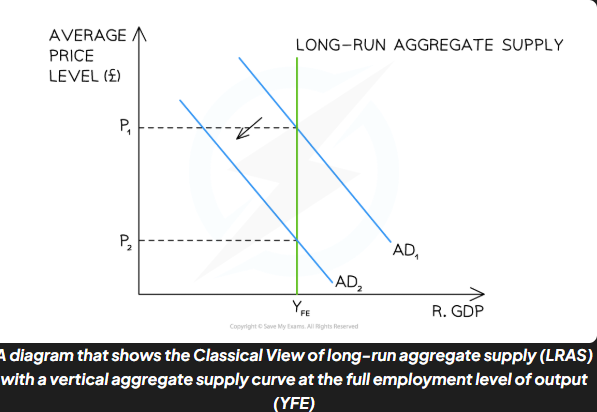 AVERAGE
PRICE
LEVEL (£)
LONG-RUN AGGREGATE SUPPLY
P₁
P₂
AD₁
AD₂
Y FE
R. GDP
Copyright © Save My Exams. All Rights Reserved
A diagram that shows the Classical View of long-run aggregate supply (LRAS)
with a vertical aggregate supply curve at the full employment level of output
(YFE)